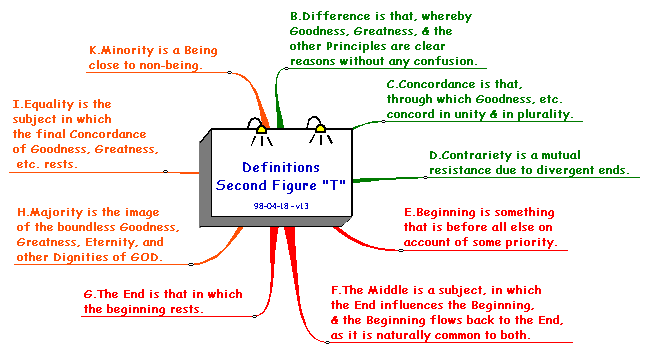 B.Difference is that, whereby
Goodness, Greatness, & the
other Principles are clear
reasons without any confusion.
K.Minority is a Being
close to non-being.
C.Concordance is that,
through which Goodness, etc.
concord in unity & in plurality.
I.Equality is the
subject in which
the final Concordance
of Goodness, Greatness,
etc. rests.
Definitions
Second Figure "T"
98-04-18-v13
D.Contrariety is a mutual
resistance due to divergent ends.
H.Majority is the image
of the boundless Goodness,
Greatness, Eternity, and
other Dignities of GOD.
E.Beginning is something
that is before all else on
account of some priority.
G.The End is that in which
the beginning rests.
F.The Middle is a subject, in which
the End influences the Beginning,
& the Beginning flows back to the End,
as it is naturally common to both.